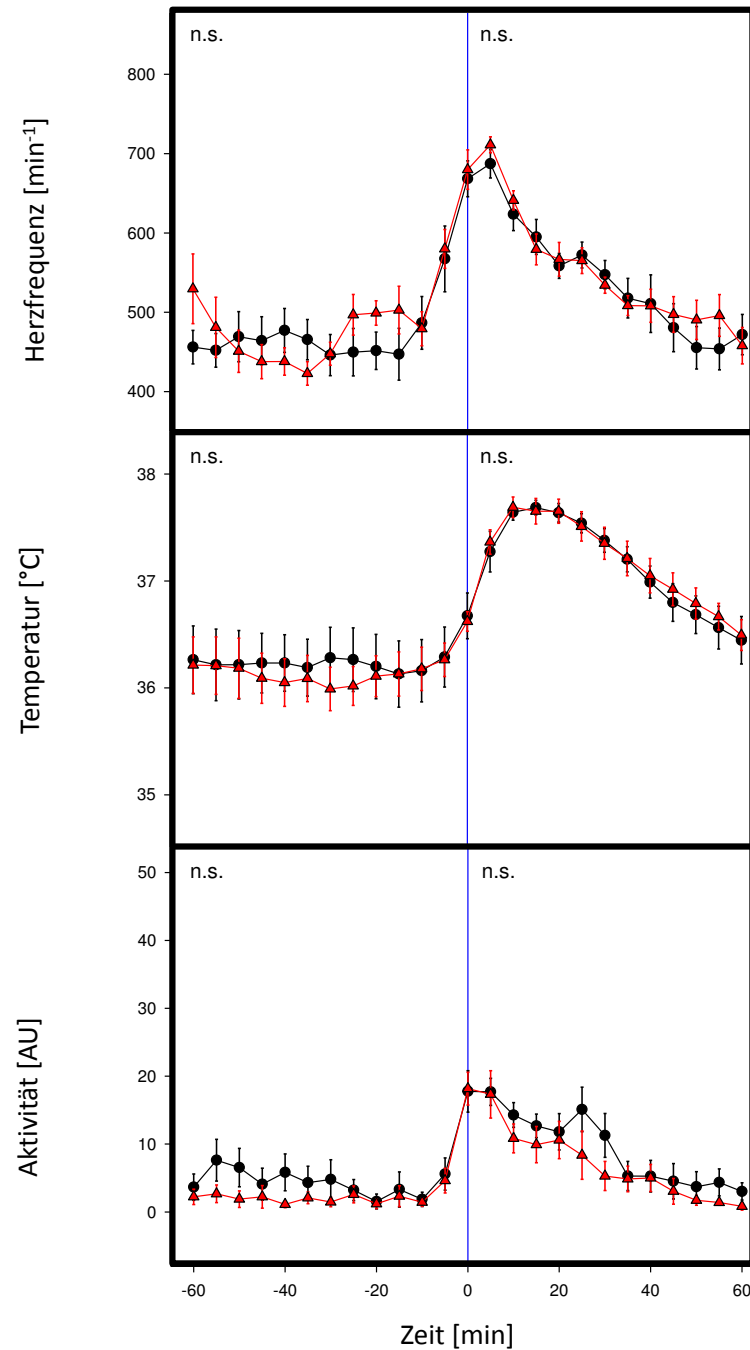 n.s. n.s.
Herzfrequenz [min-1]
800
700
600
500
400
n.s. n.s.
Temperatur [°C]
38
37
36
35
n.s. n.s.
Aktivität [AU]
50
40
30
20
10
0
-60 -40 -20 0 20 40 60
Zeit [min]